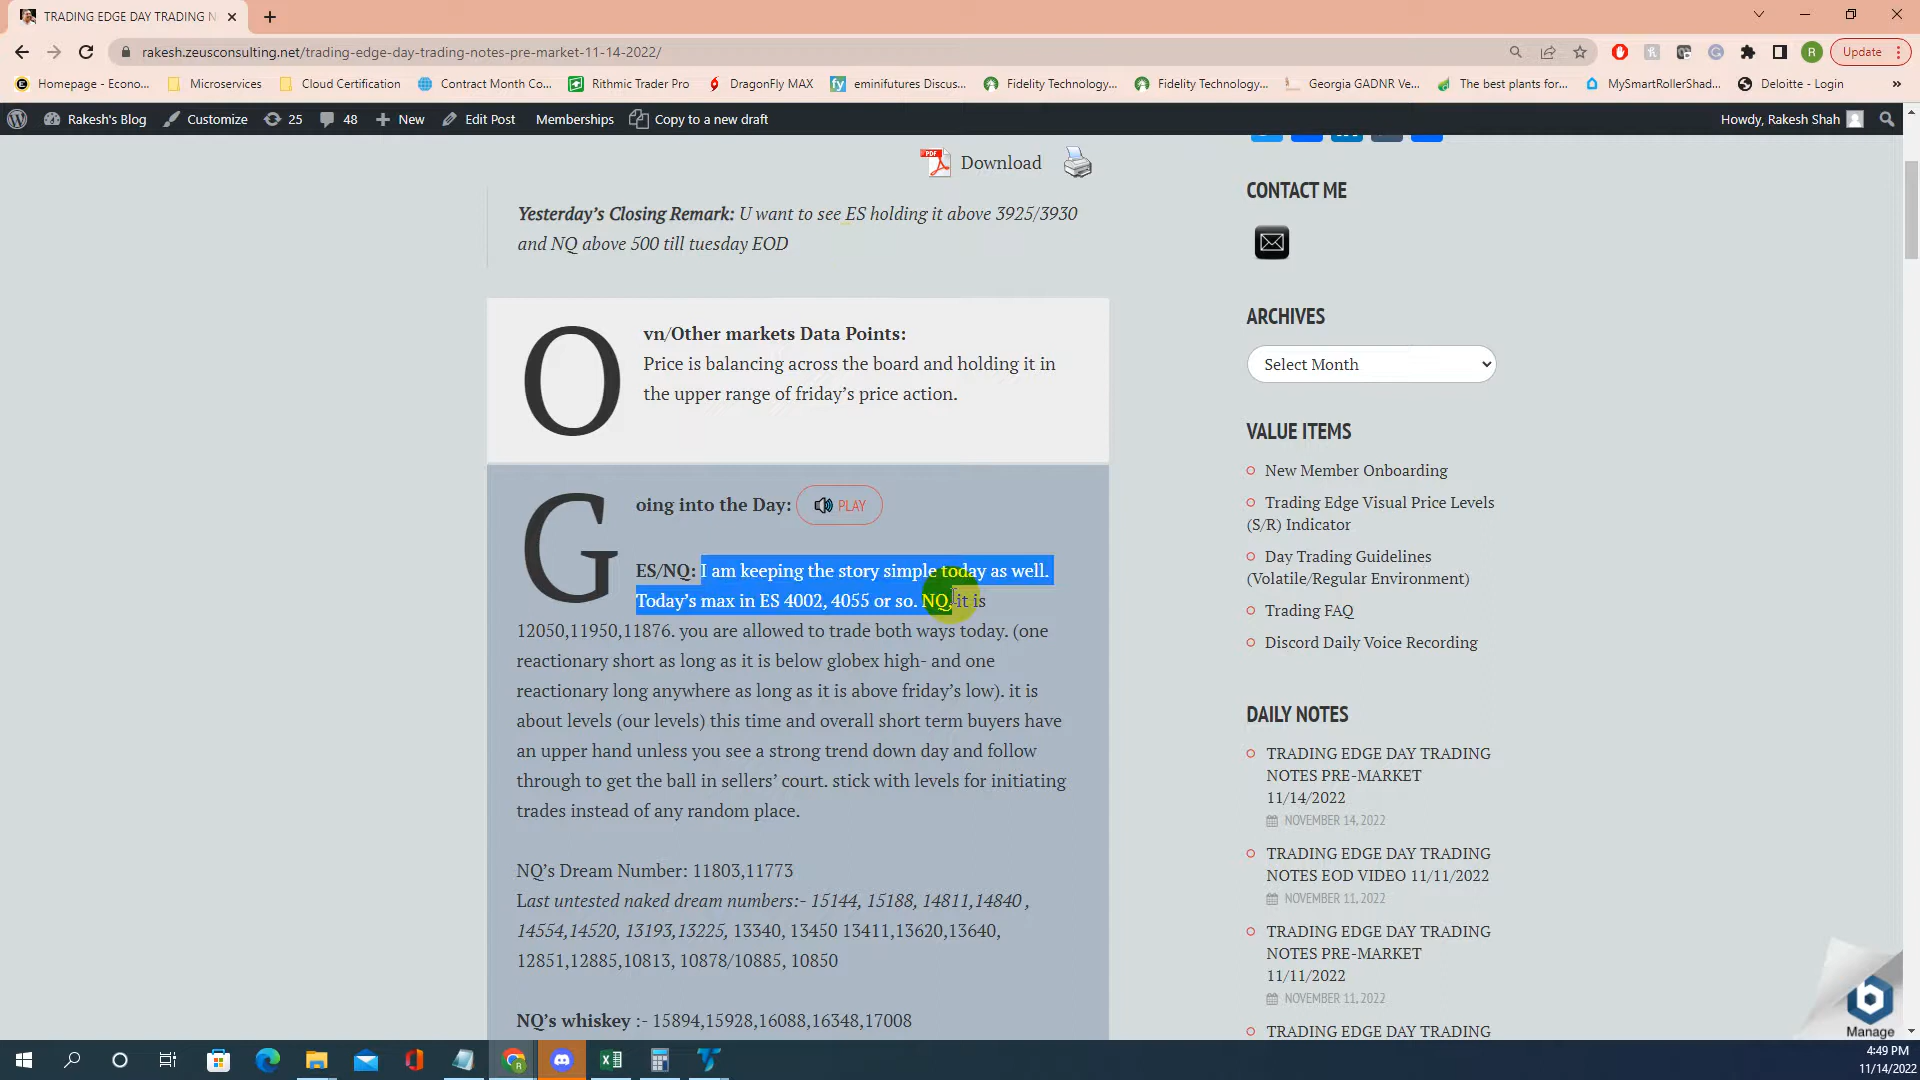 TRADING EDGE DAY TRADING N
rakesh.zeusconsulting.net/trading-edge-day-trading-notes-pre-market-11-14-2022/
R
Update
Homepage - Econo...
Microservices
Cloud Certification
Contract Month Co...
Rithmic Trader Pro
DragonFly MAX
eminifutures Discus...
Fidelity Technology...
Fidelity Technology...
Georgia GADNR Ve...
The best plants for...
MySmartRollerShad...
Deloitte - Login
Rakesh's Blog
Customize
25
48
New
Edit Post
Memberships
Copy to a new draft
Howdy, Rakesh Shah
PDF
Download
Yesterday's Closing Remark: U want to see ES holding it above 3925/3930
and NQ above 500 till tuesday EOD
Ovn/Other markets Data Points:
Price is balancing across the board and holding it in
the upper range of friday's price action.
Going into the Day:
PLAY
ES/NQ: I am keeping the story simple today as well.
Today's max in ES 4002, 4055 or so. NQ, it is
12050,11950,11876. you are allowed to trade both ways today. (one
reactionary short as long as it is below globex high- and one
reactionary long anywhere as long as it is above friday's low). it is
about levels (our levels) this time and overall short term buyers have
an upper hand unless you see a strong trend down day and follow
through to get the ball in sellers' court. stick with levels for initiating
trades instead of any random place.
NQ's Dream Number: 11803,11773
Last untested naked dream numbers:- 15144, 15188, 14811,14840 ,
14554,14520, 13193,13225, 13340, 13450 13411,13620,13640,
12851,12885,10813, 10878/10885, 10850
NQ's whiskey :- 15894,15928,16088,16348,17008
CONTACT ME
ARCHIVES
Select Month
VALUE ITEMS
New Member Onboarding
Trading Edge Visual Price Levels
(S/R) Indicator
Day Trading Guidelines
(Volatile/Regular Environment)
Trading FAQ
Discord Daily Voice Recording
DAILY NOTES
TRADING EDGE DAY TRADING
NOTES PRE-MARKET
11/14/2022
NOVEMBER 14, 2022
TRADING EDGE DAY TRADING
NOTES EOD VIDEO 11/11/2022
NOVEMBER 11, 2022
TRADING EDGE DAY TRADING
NOTES PRE-MARKET
11/11/2022
NOVEMBER 11, 2022
TRADING EDGE DAY TRADING
Manage
4:49 PM
11/14/2022